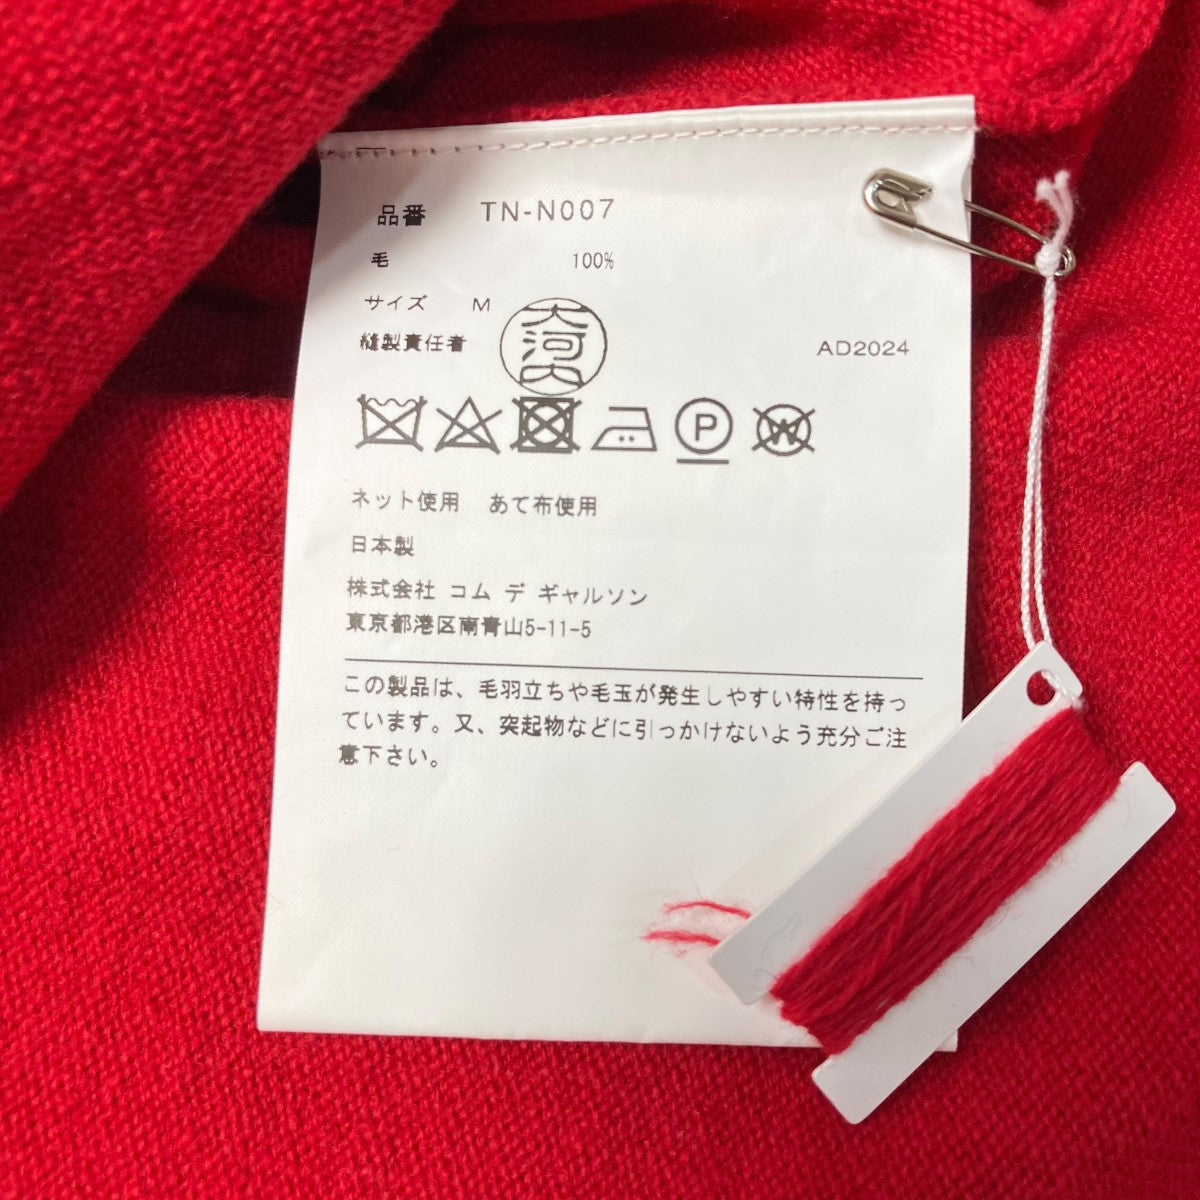 品番 TN-N007
毛 100%
サイズ M
縫製責任者 大河内 AD2024
P W
ネット使用 あて布使用
日本製
株式会社 コム デ ギャルソン
東京都港区南青山5-11-5
この製品は、毛羽立ちや毛玉が発生しやすい特性を持っ
ています。又、突起物などに引っかけないよう充分ご注
意下さい。